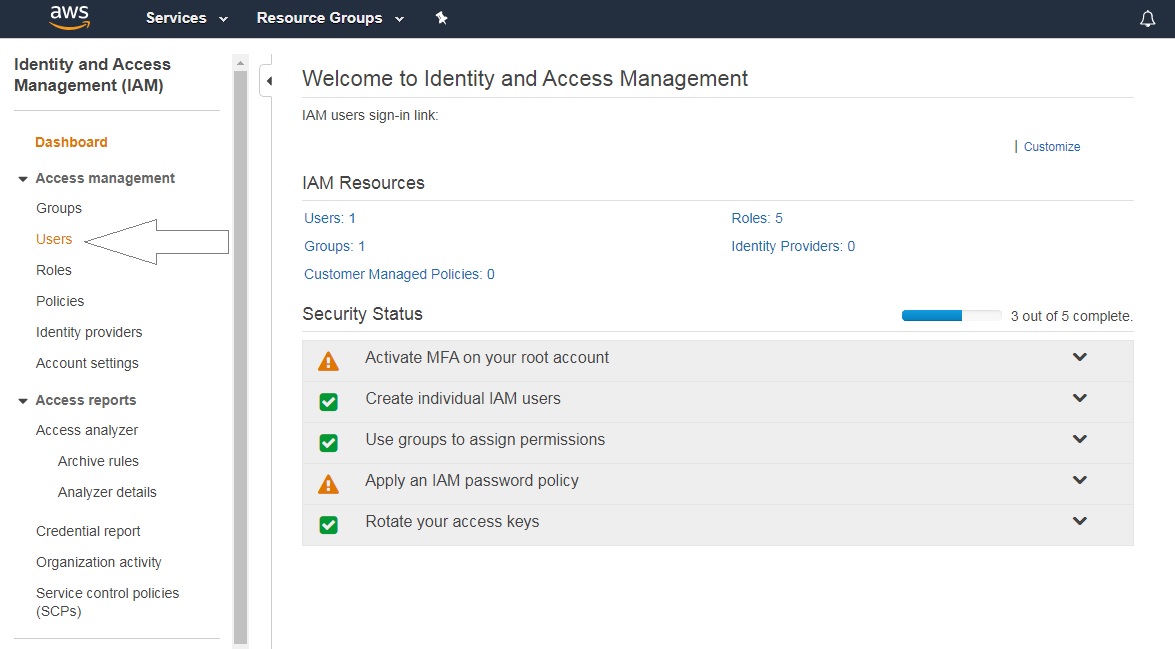 aws
Services
Resource Groups
Identity and Access
Management (IAM)
Dashboard
Access management
Groups
Users
Roles
Policies
Identity providers
Account settings
Access reports
Access analyzer
Archive rules
Analyzer details
Credential report
Organization activity
Service control policies
(SCPs)
Welcome to Identity and Access Management
IAM users sign-in link:
| Customize
IAM Resources
Users: 1
Roles: 5
Groups: 1
Identity Providers: 0
Customer Managed Policies: 0
Security Status
3 out of 5 complete.
Activate MFA on your root account
Create individual IAM users
Use groups to assign permissions
Apply an IAM password policy
Rotate your access keys